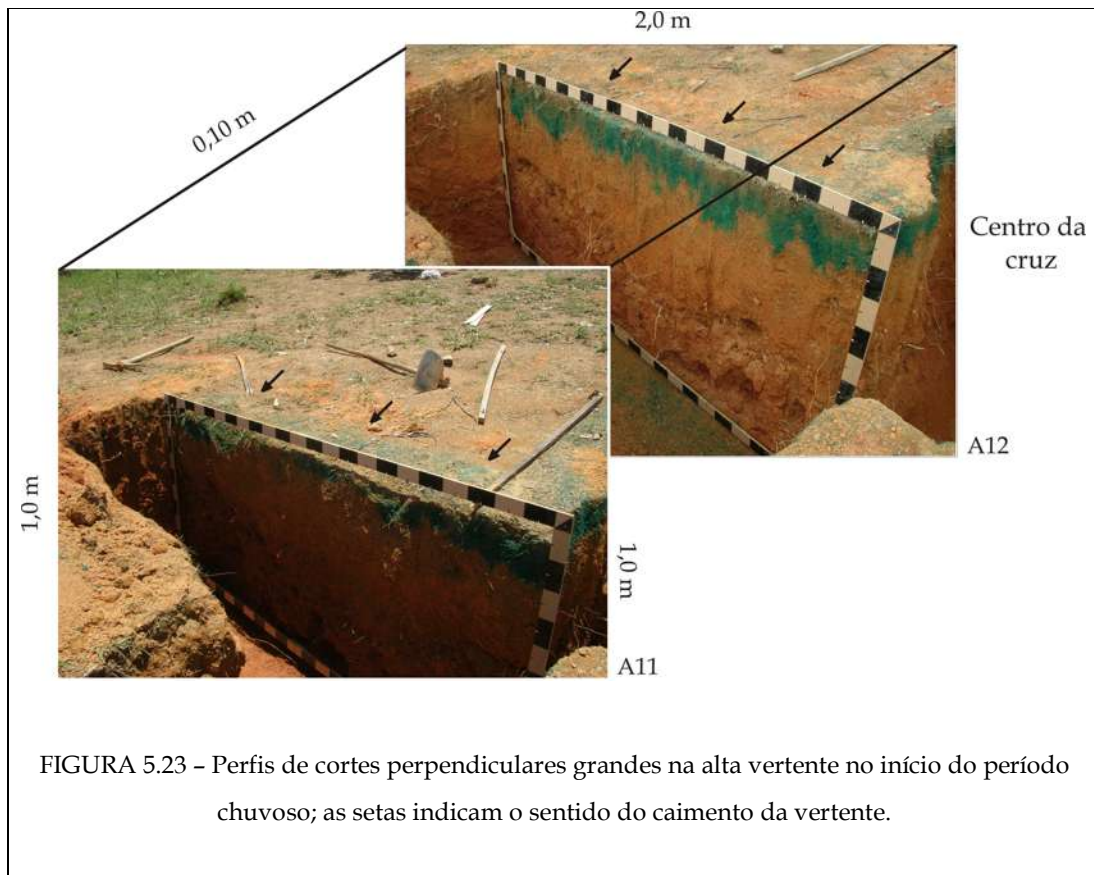 2,0 m
0,10 m
Centro da
cruz
A12
1,0 m
1,0 m
A11
FIGURA 5.23 – Perfis de cortes perpendiculares grandes na alta vertente no início do período
chuvoso; as setas indicam o sentido do caimento da vertente.